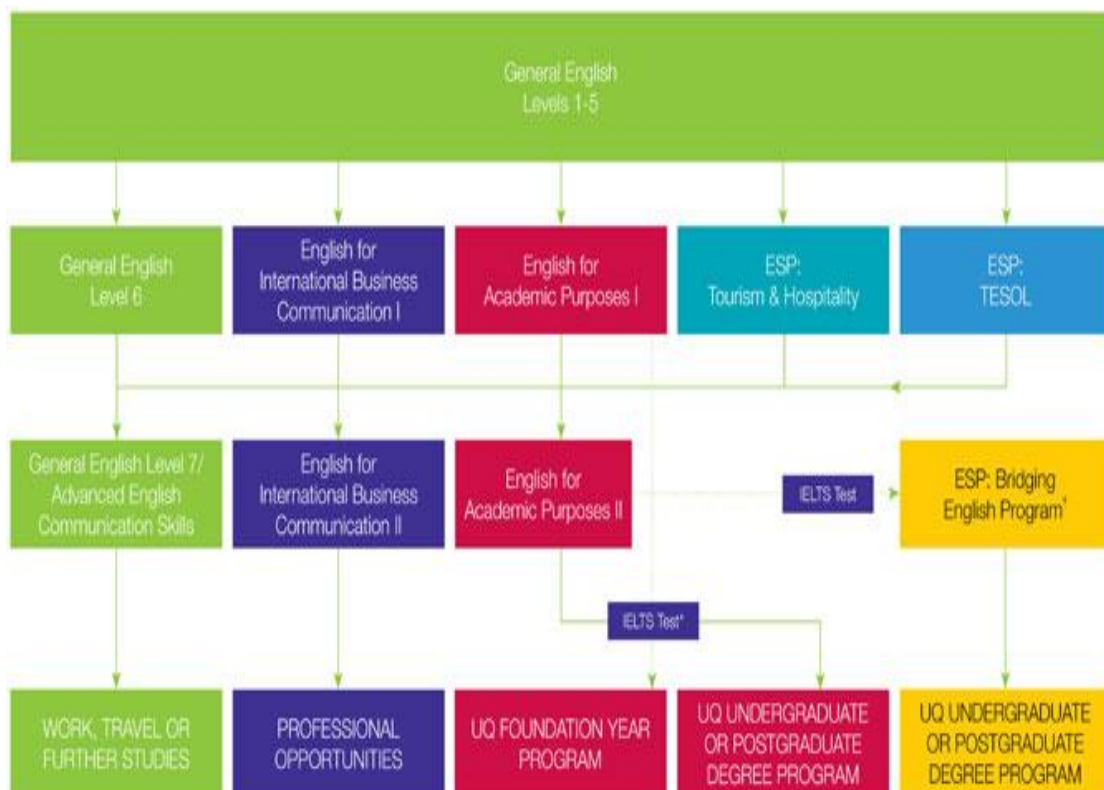 General English
Levels 1-5
General English
Level 6
English for
International Business
Communication I
English for
Academic Purposes I
ESP:
Tourism & Hospitality
ESP:
TESOL
General English Level 7/
Advanced English
Communication Skills
English for
International Business
Communication II
English for
Academic Purposes II
IELTS Test
ESP: Bridging
English Program†
IELTS Test*
WORK, TRAVEL OR
FURTHER STUDIES
PROFESSIONAL
OPPORTUNITIES
UQ FOUNDATION YEAR
PROGRAM
UQ UNDERGRADUATE
OR POSTGRADUATE
DEGREE PROGRAM
UQ UNDERGRADUATE
OR POSTGRADUATE
DEGREE PROGRAM